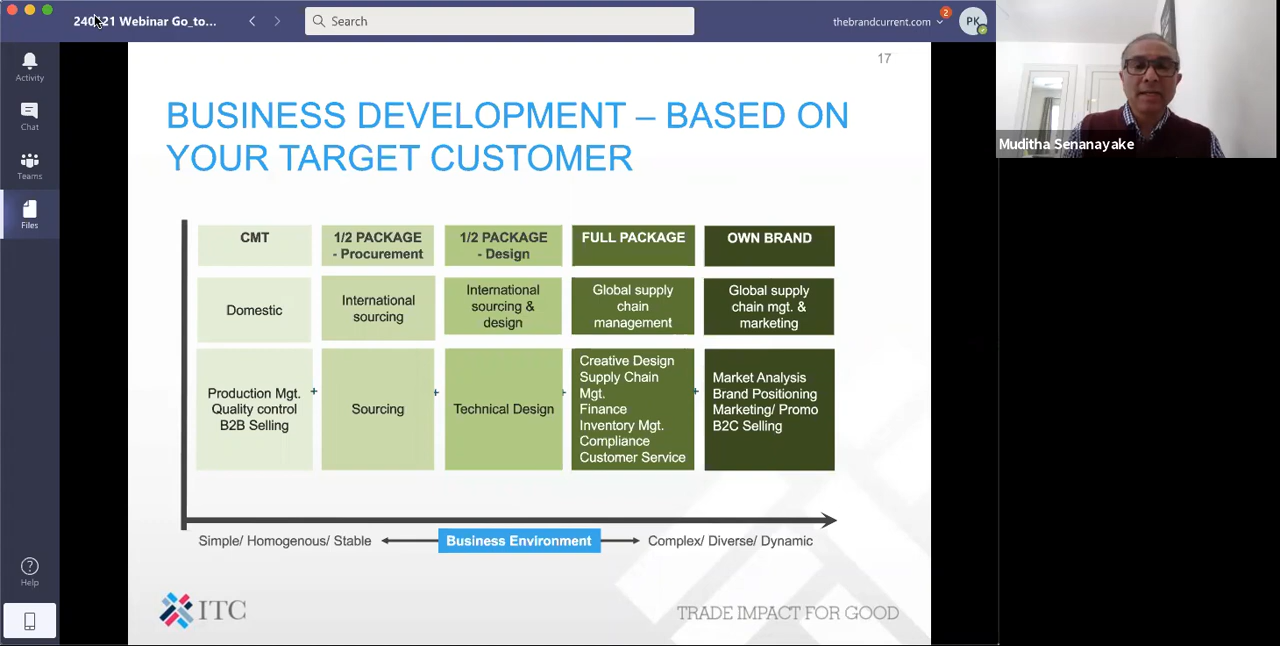 240321 Webinar Go_to...
Search
thebrandcurrent.com
2
PK
Activity
Chat
Teams
Files
Help
Muditha Senanayake
17
BUSINESS DEVELOPMENT – BASED ON
YOUR TARGET CUSTOMER
CMT
1/2 PACKAGE
- Procurement
1/2 PACKAGE
- Design
FULL PACKAGE
OWN BRAND
Domestic
International
sourcing
International
sourcing &
design
Global supply
chain
management
Global supply
chain mgt. &
marketing
Production Mgt.
Quality control
B2B Selling
+
Sourcing
+
Technical Design
+
Creative Design
Supply Chain
Mgt.
Finance
Inventory Mgt.
Compliance
Customer Service
+
Market Analysis
Brand Positioning
Marketing/ Promo
B2C Selling
Simple/ Homogenous/ Stable
Business Environment
Complex/ Diverse/ Dynamic
ITC
TRADE IMPACT FOR GOOD